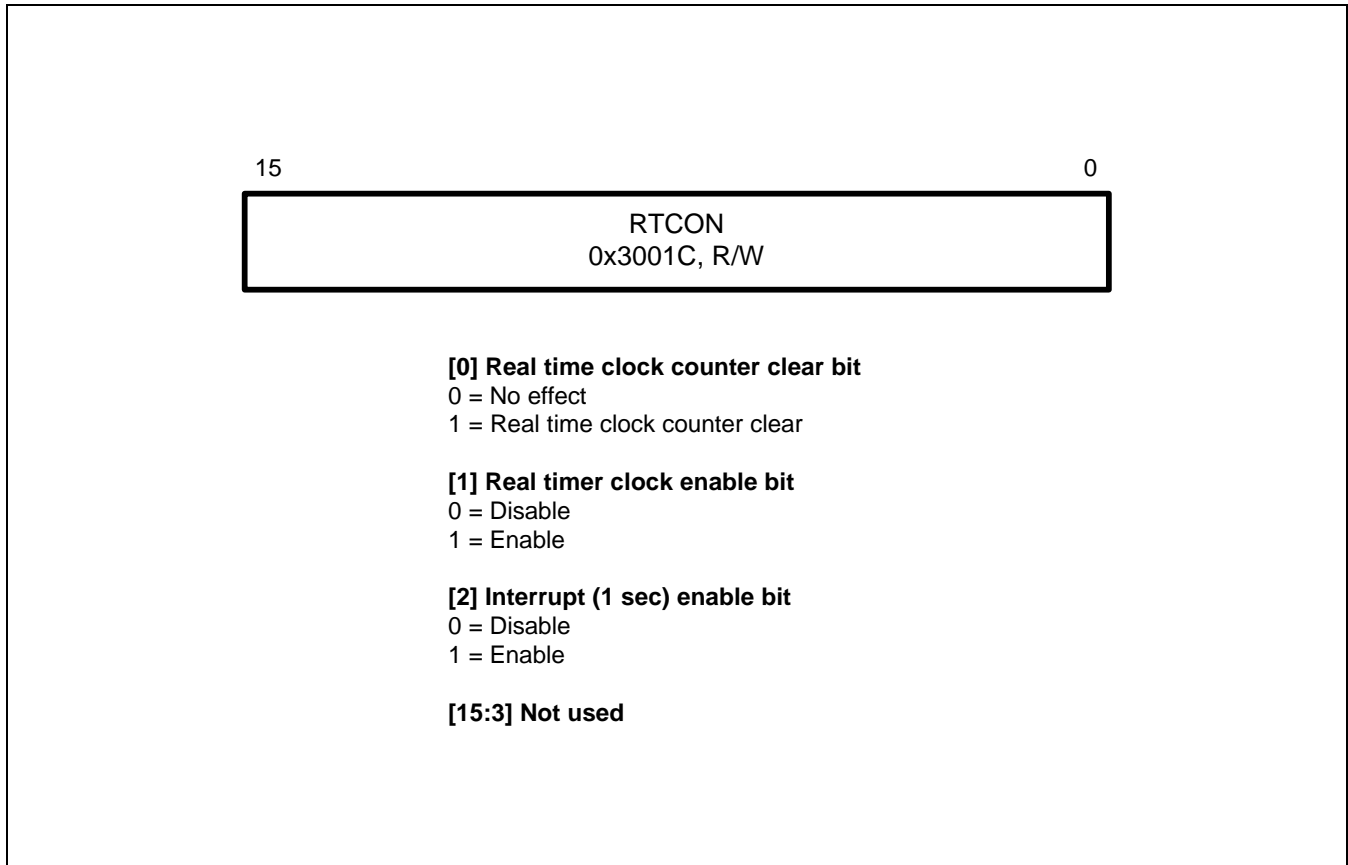 15 0
RTCON
0x3001C, R/W
[0] Real time clock counter clear bit
0 = No effect
1 = Real time clock counter clear
[1] Real timer clock enable bit
0 = Disable
1 = Enable
[2] Interrupt (1 sec) enable bit
0 = Disable
1 = Enable
[15:3] Not used